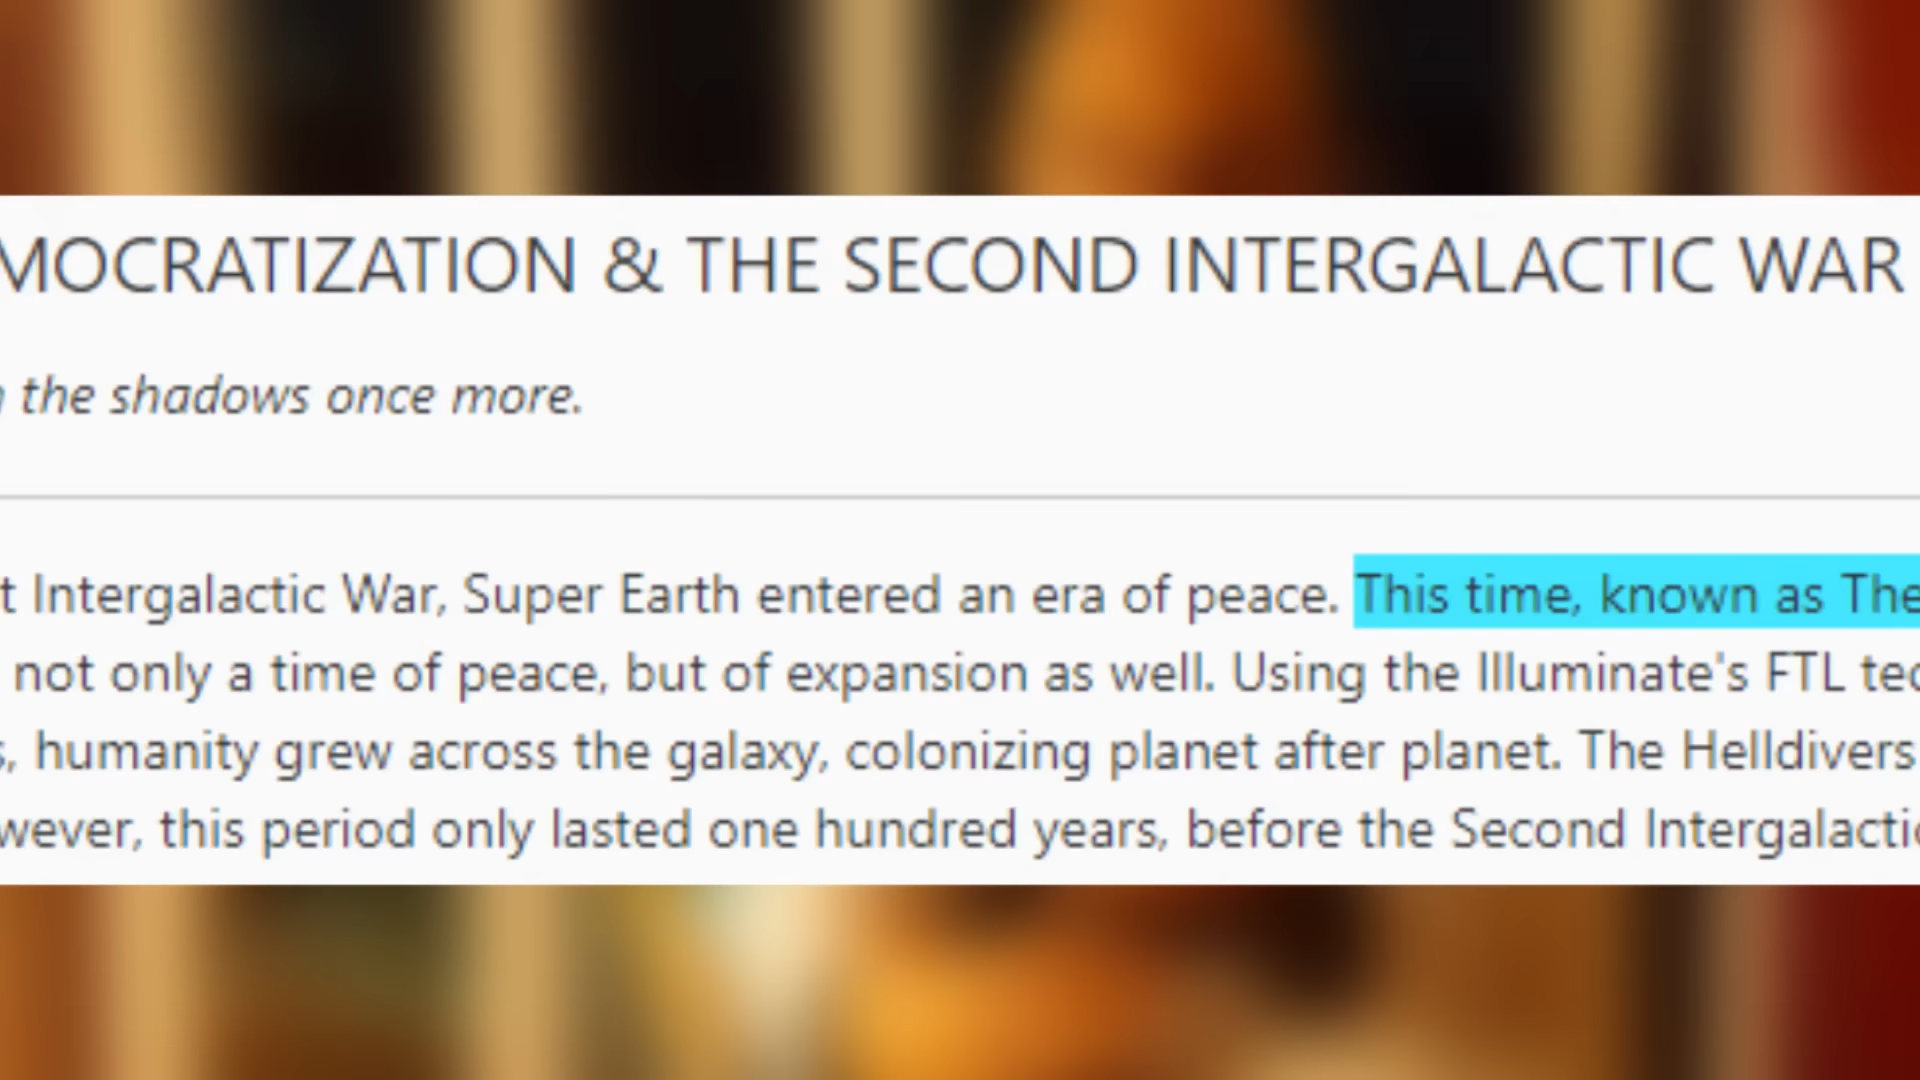 MOCRATIZATION & THE SECOND INTERGALACTIC WAR
the shadows once more.
t Intergalactic War, Super Earth entered an era of peace. This time, known as The
not only a time of peace, but of expansion as well. Using the Illuminate's FTL tec
s, humanity grew across the galaxy, colonizing planet after planet. The Helldivers
wever, this period only lasted one hundred years, before the Second Intergalactic